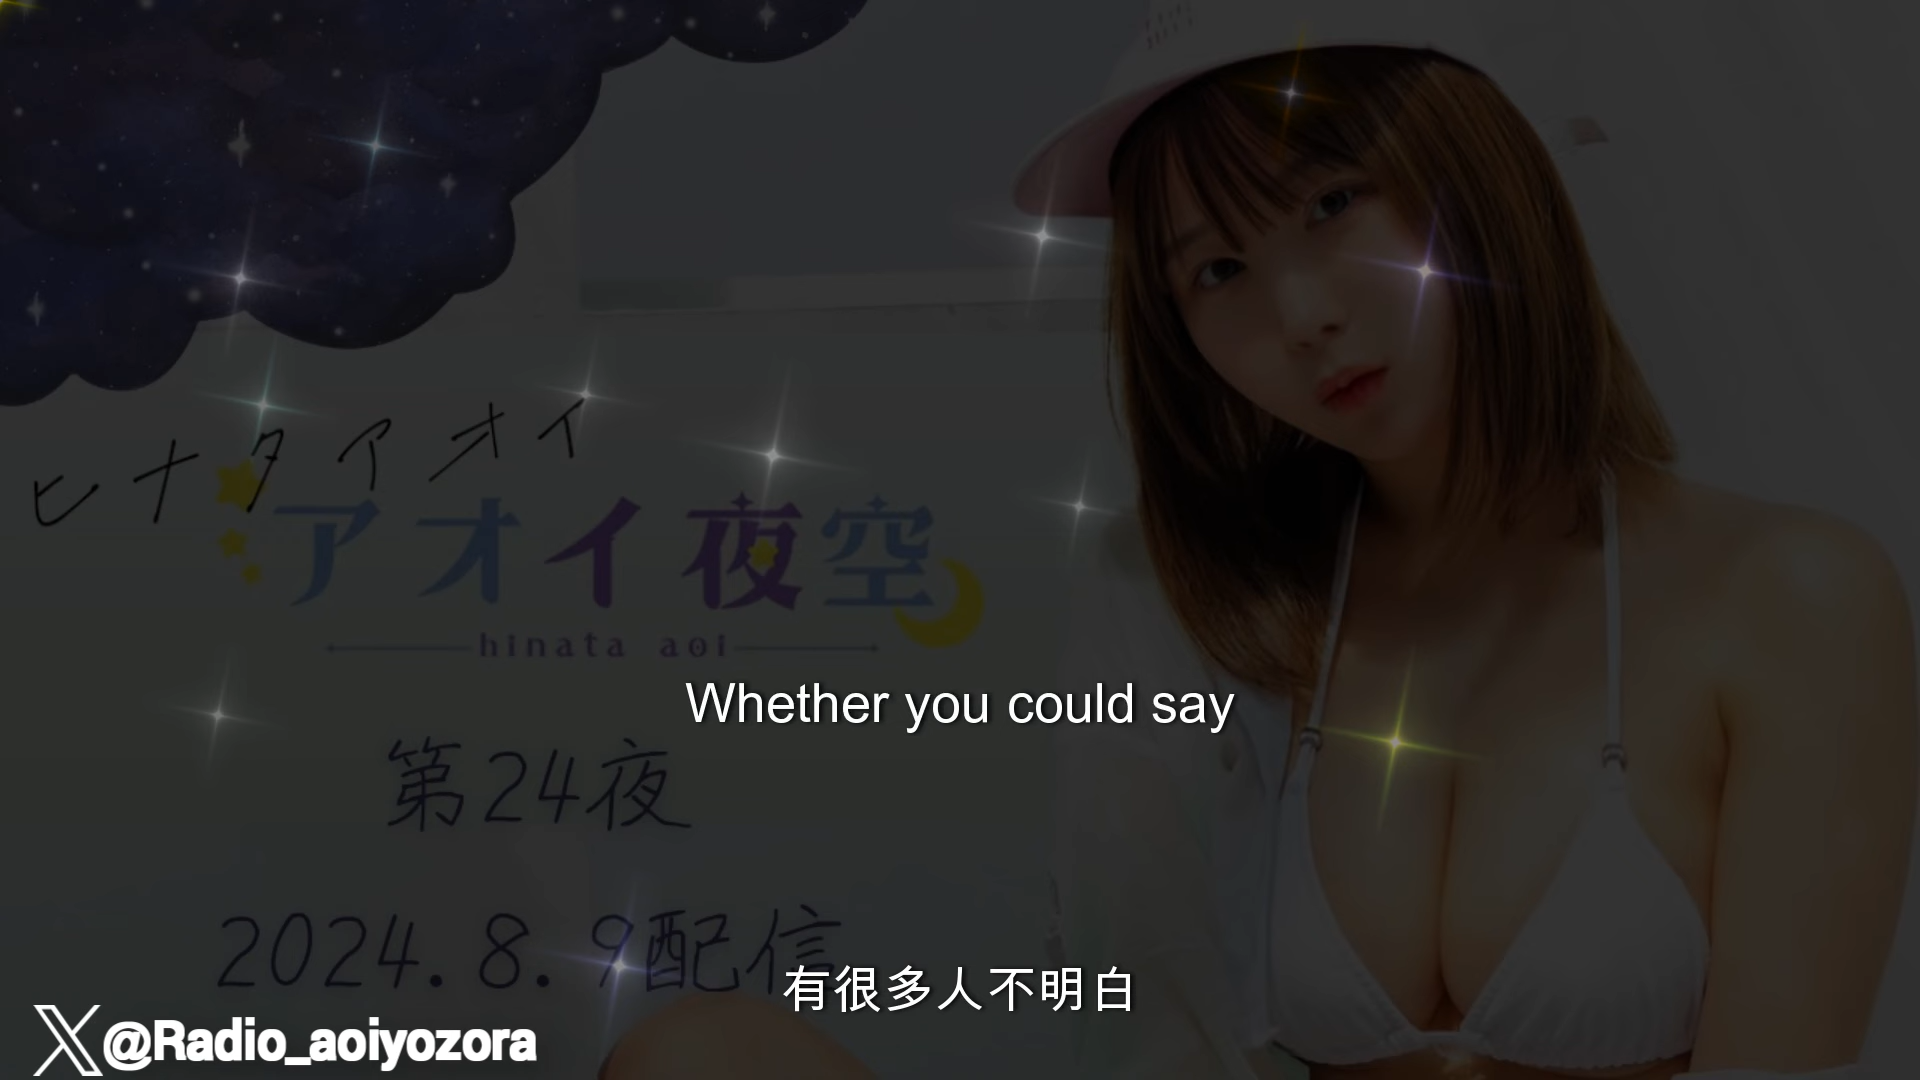 ヒナタアオイ
アオイ夜空
hinata aoi
Whether you could say
第24夜
2024.8.9配信
有很多人不明白
X@Radio_aoiyozora